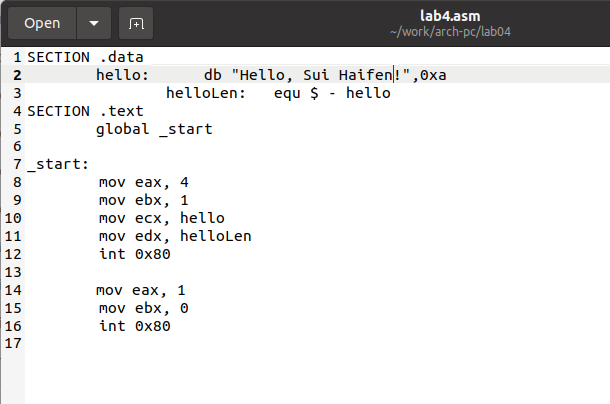 Open
lab4.asm
~/work/arch-pc/lab04
1 SECTION .data
2 hello: db "Hello, Sui Haifen!",0xa
3 helloLen: equ $ - hello
4 SECTION .text
5 global _start
6
7 _start:
8 mov eax, 4
9 mov ebx, 1
10 mov ecx, hello
11 mov edx, helloLen
12 int 0x80
13
14 mov eax, 1
15 mov ebx, 0
16 int 0x80
17